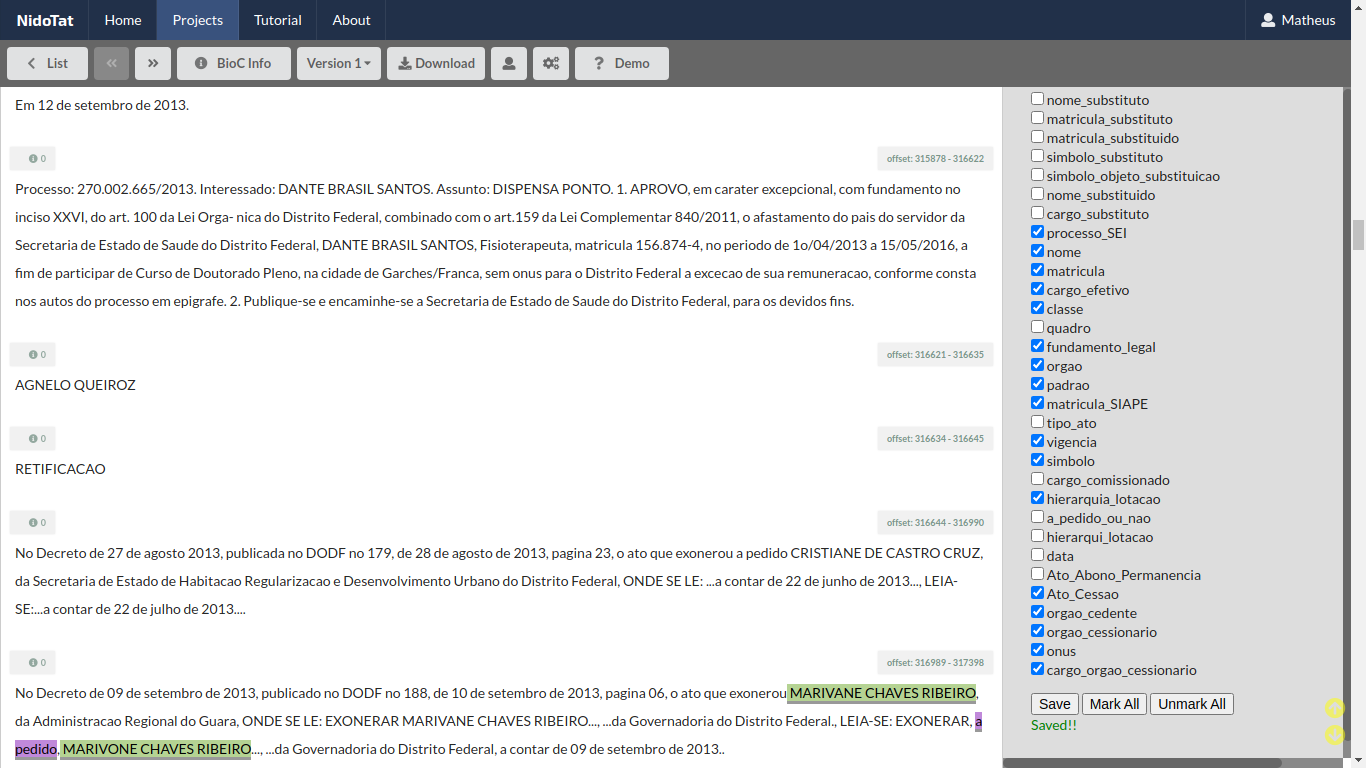 NidoTat Home Projects Tutorial About Matheus
List BioC Info Version 1 Download Demo
Em 12 de setembro de 2013.
0 offset: 315878 - 316622
Processo: 270.002.665/2013. Interessado: DANTE BRASIL SANTOS. Assunto: DISPENSA PONTO. 1. APROVO, em carater excepcional, com fundamento no
inciso XXVI, do art. 100 da Lei Orga- nica do Distrito Federal, combinado com o art.159 da Lei Complementar 840/2011, o afastamento do pais do servidor da
Secretaria de Estado de Saude do Distrito Federal, DANTE BRASIL SANTOS, Fisioterapeuta, matricula 156.874-4, no periodo de 1o/04/2013 a 15/05/2016, a
fim de participar de Curso de Doutorado Pleno, na cidade de Garches/Franca, sem onus para o Distrito Federal a excecao de sua remuneracao, conforme consta
nos autos do processo em epigrafe. 2. Publique-se e encaminhe-se a Secretaria de Estado de Saude do Distrito Federal, para os devidos fins.
0 offset: 316621 - 316635
AGNELO QUEIROZ
0 offset: 316634 - 316645
RETIFICACAO
0 offset: 316644 - 316990
No Decreto de 27 de agosto 2013, publicada no DODF no 179, de 28 de agosto de 2013, pagina 23, o ato que exonerou a pedido CRISTIANE DE CASTRO CRUZ,
da Secretaria de Estado de Habitacao Regularizacao e Desenvolvimento Urbano do Distrito Federal, ONDE SE LE: ...a contar de 22 de junho de 2013..., LEIA-
SE:...a contar de 22 de julho de 2013....
0 offset: 316989 - 317398
No Decreto de 09 de setembro de 2013, publicado no DODF no 188, de 10 de setembro de 2013, pagina 06, o ato que exonerou MARIVANE CHAVES RIBEIRO,
da Administracao Regional do Guara, ONDE SE LE: EXONERAR MARIVANE CHAVES RIBEIRO..., ...da Governadoria do Distrito Federal., LEIA-SE: EXONERAR, a
pedido, MARIVONE CHAVES RIBEIRO..., ...da Governadoria do Distrito Federal, a contar de 09 de setembro de 2013..
nome_substituto
matricula_substituto
matricula_substituido
simbolo_substituto
simbolo_objeto_substituicao
nome_substituido
cargo_substituto
processo_SEI
nome
matricula
cargo_efetivo
classe
quadro
fundamento_legal
orgao
padrao
matricula_SIAPE
tipo_ato
vigencia
simbolo
cargo_comissionado
hierarquia_lotacao
a_pedido_ou_nao
hierarqui_lotacao
data
Ato_Abono_Permanencia
Ato_Cessao
orgao_cedente
orgao_cessionario
onus
cargo_orgao_cessionario
Save Mark All Unmark All
Saved!!